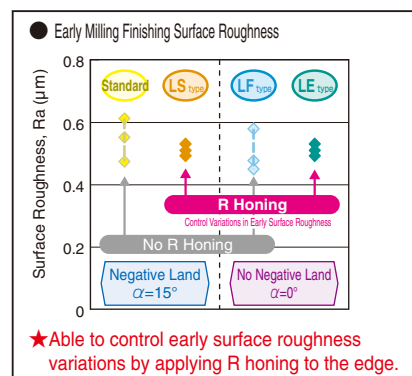 ● Early Milling Finishing Surface Roughness
Surface Roughness, Ra (μm)
0.8
0.6
0.4
0.2
0
Standard
LS type
LF type
LE type
R Honing
Control Variations in Early Surface Roughness
No R Honing
Negative Land
α=15°
No Negative Land
α=0°
★Able to control early surface roughness
variations by applying R honing to the edge.